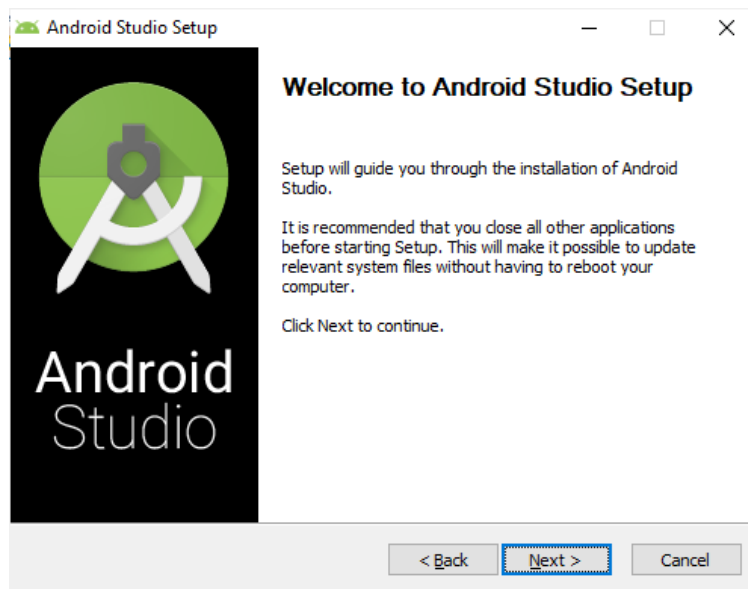 Android Studio Setup
Welcome to Android Studio Setup
Setup will guide you through the installation of Android
Studio.
It is recommended that you close all other applications
before starting Setup. This will make it possible to update
relevant system files without having to reboot your
computer.
Click Next to continue.
Android
Studio
< Back Next > Cancel